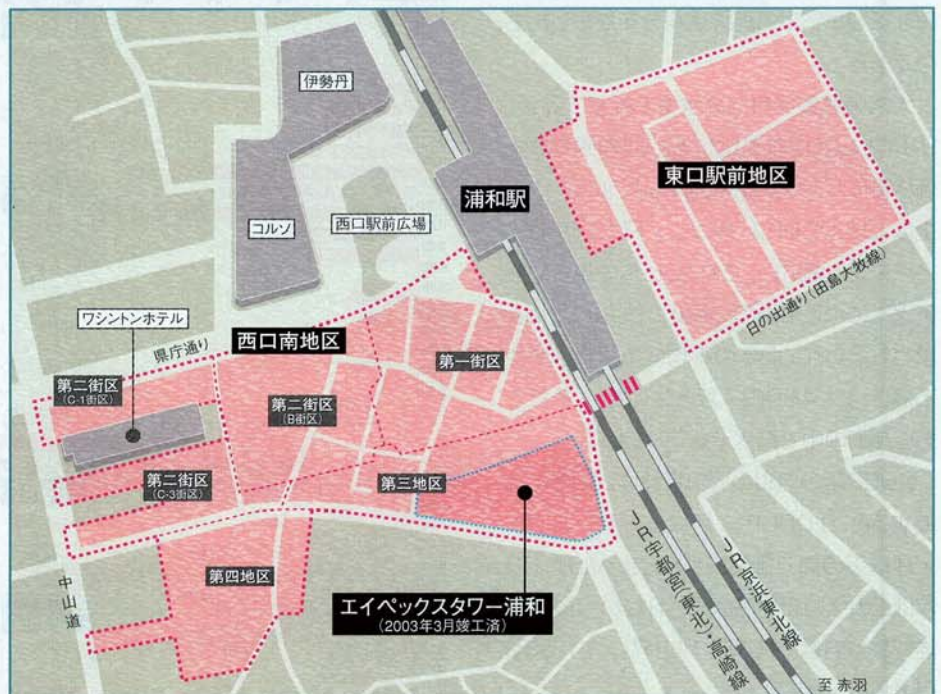 伊勢丹
コルソ
西口駅前広場
浦和駅
東口駅前地区
日の出通り(田島大牧線)
ワシントンホテル
県庁通り
西口南地区
第一街区
第二街区
(C-1街区)
第二街区
(B街区)
第二街区
(C-3街区)
第三地区
第四地区
エイペックスタワー浦和
(2003年3月竣工済)
中山道
JR宇都宮(東北)・高崎線
JR京浜東北線
至 赤羽